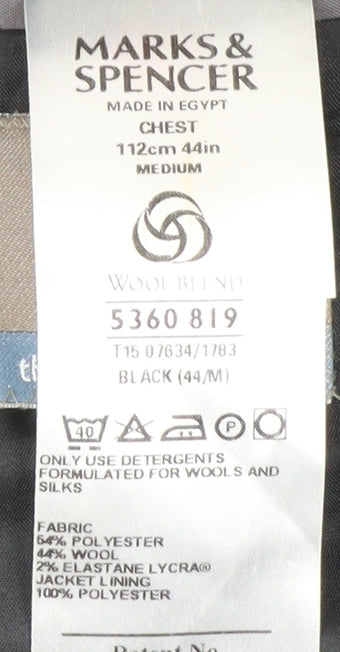 MARKS &
SPENCER
MADE IN EGYPT
CHEST
112cm 44in
MEDIUM
WOOL BLEND
5360 819
T15 07634/1783
BLACK (44/M)
40 P
ONLY USE DETERGENTS
FORMULATED FOR WOOLS AND
SILKS
FABRIC
54% POLYESTER
44% WOOL
2% ELASTANE LYCRA®
JACKET LINING
100% POLYESTER
Patent No